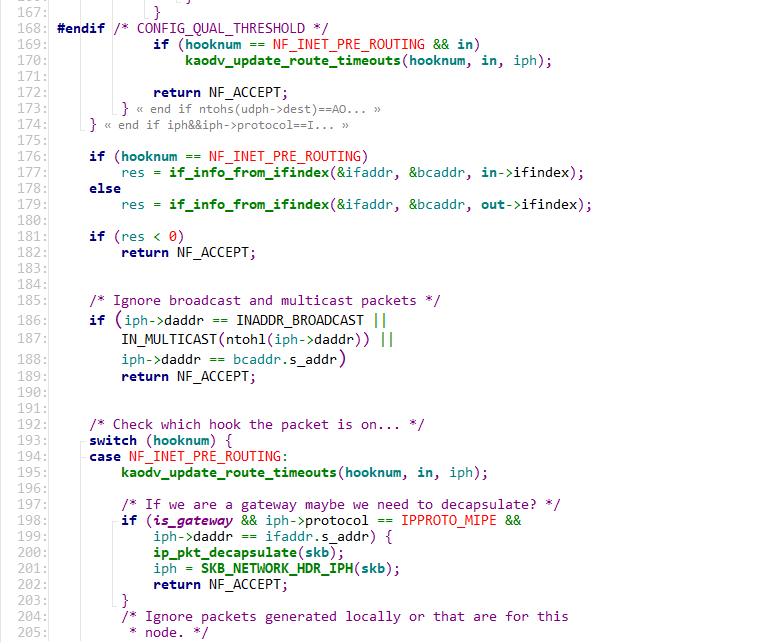 167: }
168: #endif /* CONFIG_QUAL_THRESHOLD */
169: if (hooknum == NF_INET_PRE_ROUTING && in)
170: kaodv_update_route_timeouts(hooknum, in, iph);
171:
172: return NF_ACCEPT;
173: } « end if ntohs(udph->dest)==AO... »
174: } « end if iph&&iph->protocol==I... »
175:
176: if (hooknum == NF_INET_PRE_ROUTING)
177: res = if_info_from_ifindex(&ifaddr, &bcaddr, in->ifindex);
178: else
179: res = if_info_from_ifindex(&ifaddr, &bcaddr, out->ifindex);
180:
181: if (res < 0)
182: return NF_ACCEPT;
183:
184:
185: /* Ignore broadcast and multicast packets */
186: if (iph->daddr == INADDR_BROADCAST ||
187: IN_MULTICAST(ntohl(iph->daddr)) ||
188: iph->daddr == bcaddr.s_addr)
189: return NF_ACCEPT;
190:
191:
192: /* Check which hook the packet is on... */
193: switch (hooknum) {
194: case NF_INET_PRE_ROUTING:
195: kaodv_update_route_timeouts(hooknum, in, iph);
196:
197: /* If we are a gateway maybe we need to decapsulate? */
198: if (is_gateway && iph->protocol == IPPROTO_MIPE &&
199: iph->daddr == ifaddr.s_addr) {
200: ip_pkt_decapsulate(skb);
201: iph = SKB_NETWORK_HDR_IPH(skb);
202: return NF_ACCEPT;
203: }
204: /* Ignore packets generated locally or that are for this
205: * node. */